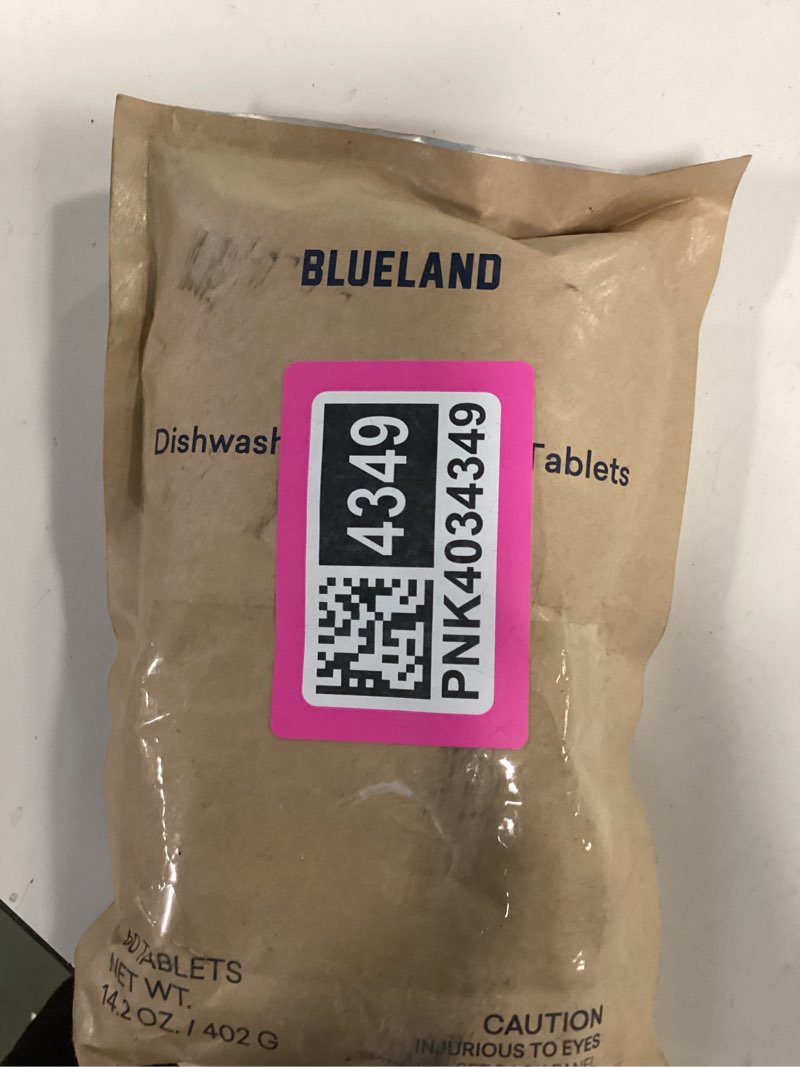 BLUELAND
Dishwash Tablets
4349
PNK4034349
TABLETS
NET WT.
14.2 OZ. / 402 G
CAUTION
INJURIOUS TO EYES